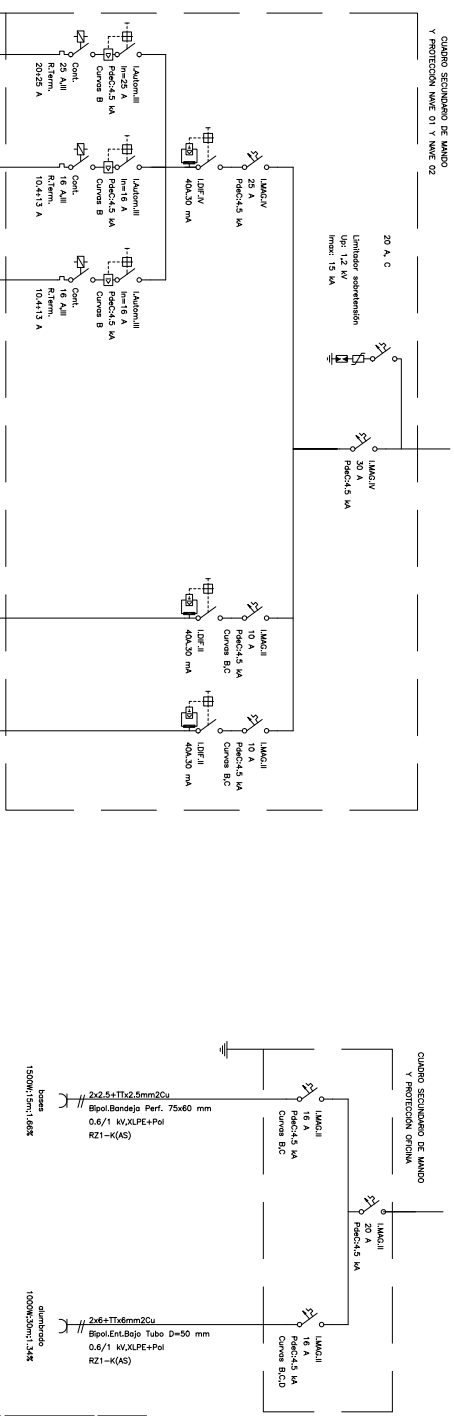 CUADRO SECUNDARIO DE MANDO
Y PROTECCIÓN NAVE 01 Y NAVE 02
I.MAG.IV
30 A
PdeC:4.5 kA
20 A, C
Limitador sobretensión
Up: 1,2 kV
Imax: 15 kA
I.MAG.IV
25 A
PdeC:4.5 kA
I.DIF.IV
40A.30 mA
I.Autom.III
In=25 A
PdeC:4.5 kA
Curvas B
Cont.
25 A,III
R.Term.
20÷25 A
I.Autom.III
In=16 A
PdeC:4.5 kA
Curvas B
Cont.
16 A,III
R.Term.
10.4÷13 A
I.Autom.III
In=16 A
PdeC:4.5 kA
Curvas B
Cont.
16 A,III
R.Term.
10.4÷13 A
I.MAG.II
10 A
PdeC:4.5 kA
Curvas B,C
I.DIF.II
40A.30 mA
I.MAG.II
10 A
PdeC:4.5 kA
Curvas B,C
I.DIF.II
40A.30 mA
CUADRO SECUNDARIO DE MANDO
Y PROTECCIÓN OFICINA
I.MAG.II
20 A
PdeC:4.5 kA
I.MAG.II
16 A
PdeC:4.5 kA
Curvas B,C
2x2.5+TTx2.5mm2Cu
Bipol.Bandeja Perf. 75x60 mm
0.6/1 kV,XLPE+Pol
RZ1-K(AS)
bases
1500W;15m;1.66%
I.MAG.II
16 A
PdeC:4.5 kA
Curvas B,C,D
2x6+TTx6mm2Cu
Bipol.Ent.Bajo Tubo D=50 mm
0.6/1 kV,XLPE+Pol
RZ1-K(AS)
alumbrado
1000W;30m;1.34%